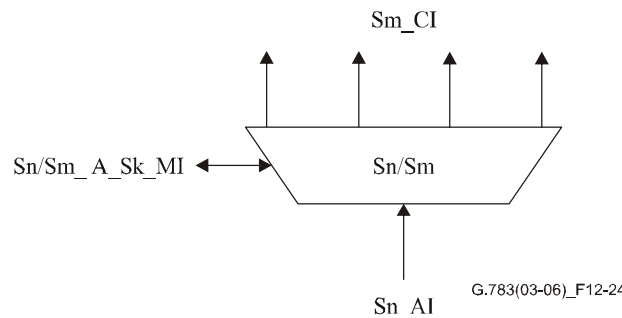 Sm_CI
Sn/Sm_A_Sk_MI
Sn/Sm
G.783(03-06)_F12-24
Sn_AI